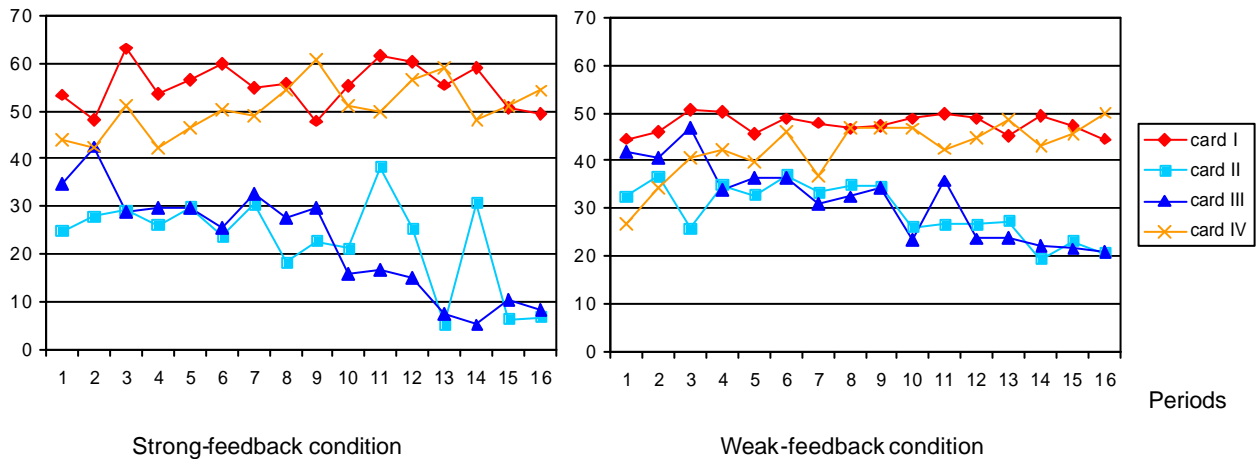 70
60
50
40
30
20
10
0
1 2 3 4 5 6 7 8 9 10 11 12 13 14 15 16
Strong-feedback condition
70
60
50
40
30
20
10
0
1 2 3 4 5 6 7 8 9 10 11 12 13 14 15 16
Weak-feedback condition
card I
card II
card III
card IV
Periods